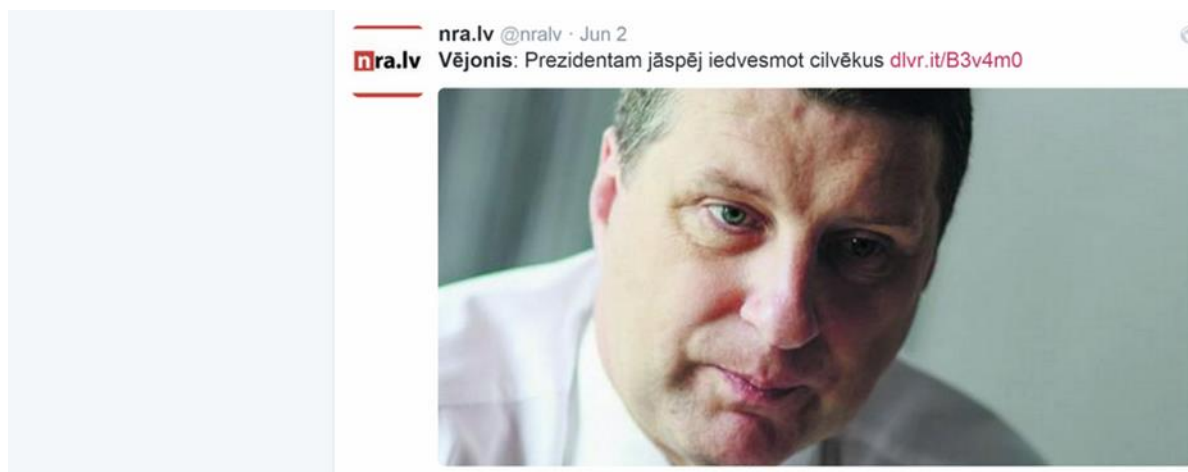 nra.lv @nralv · Jun 2
nra.lv Vējonis: Prezidentam jāspēj iedvesmot cilvēkus dlvr.it/B3v4m0